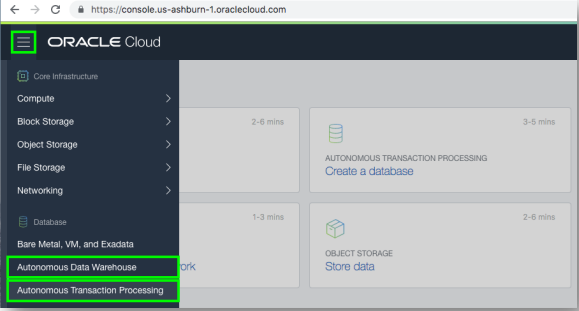 https://console.us-ashburn-1.oraclecloud.com
ORACLE Cloud
Core Infrastructure
Compute
Block Storage
Object Storage
File Storage
Networking
Database
Bare Metal, VM, and Exadata
Autonomous Data Warehouse
Autonomous Transaction Processing
2-6 mins
3-5 mins
AUTONOMOUS TRANSACTION PROCESSING
Create a database
1-3 mins
ork
2-6 mins
OBJECT STORAGE
Store data